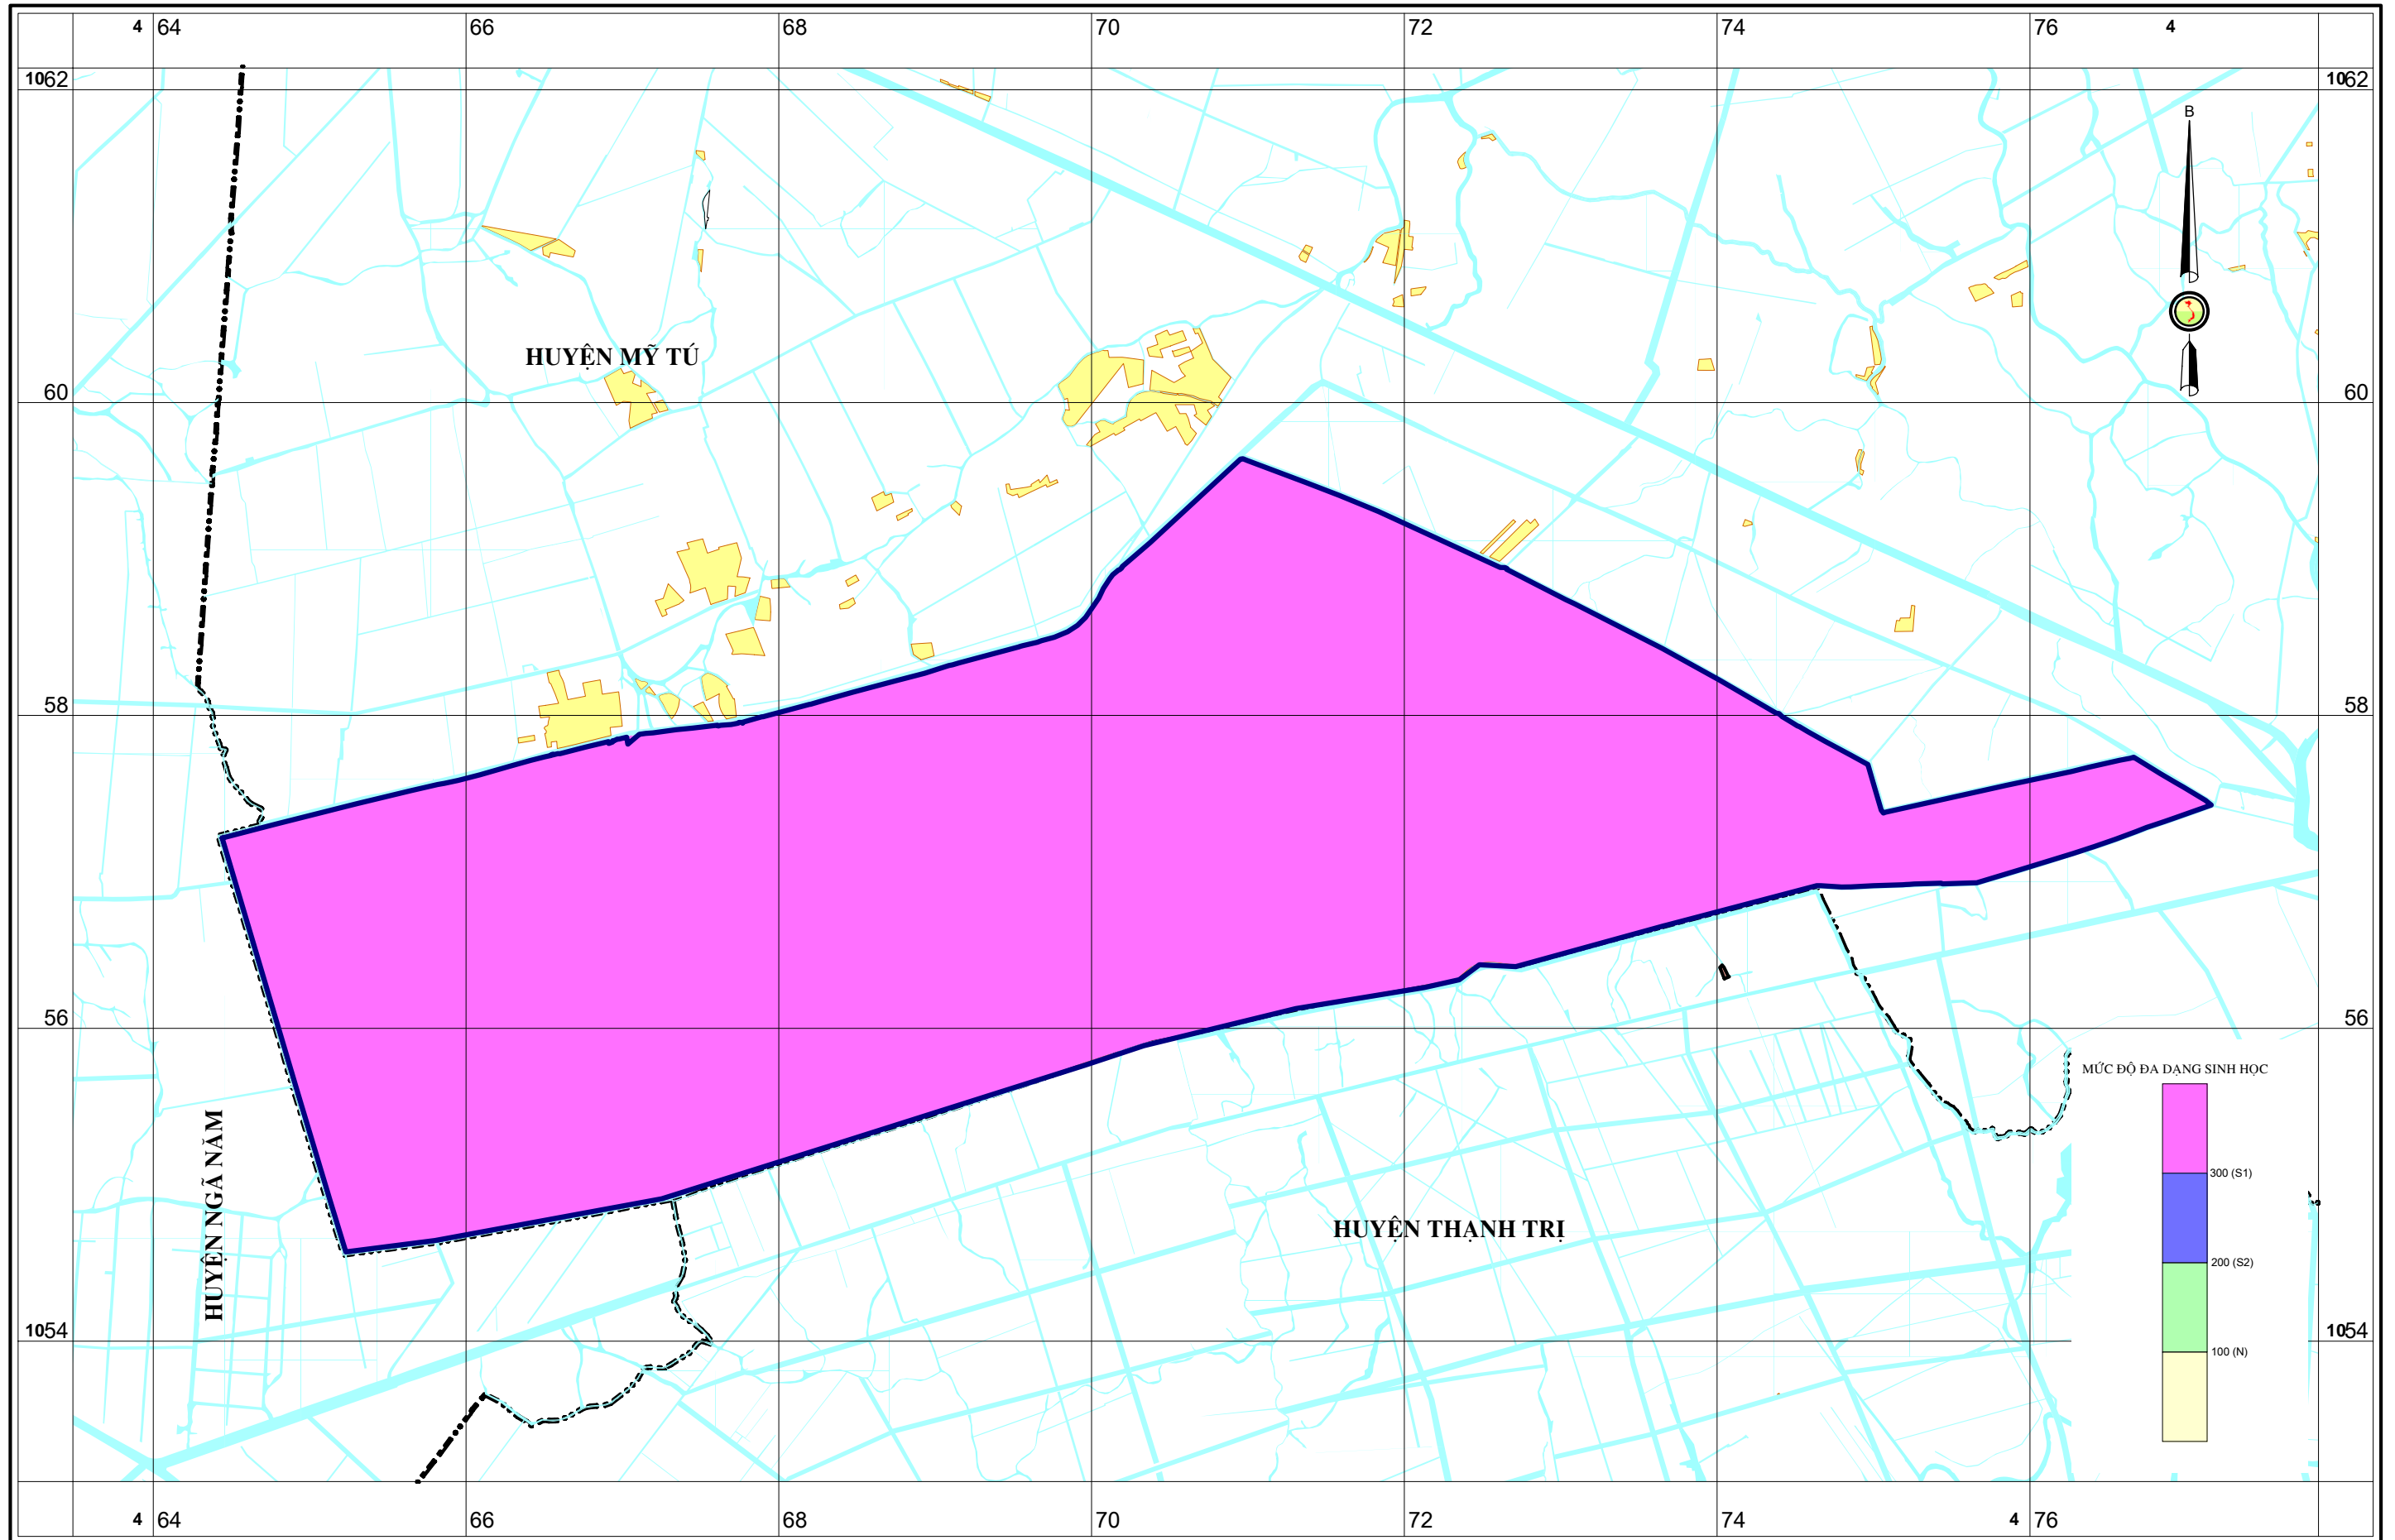 4 64 66 68 70 72 74 76 4
1062 1062
B
HUYỆN MỸ TÚ
60 60
58 58
56 56
MỨC ĐỘ ĐA DẠNG SINH HỌC
300 (S1)
200 (S2)
100 (N)
HUYỆN NGÃ NĂM
HUYỆN THẠNH TRỊ
1054 1054
4 64 66 68 70 72 74 4 76